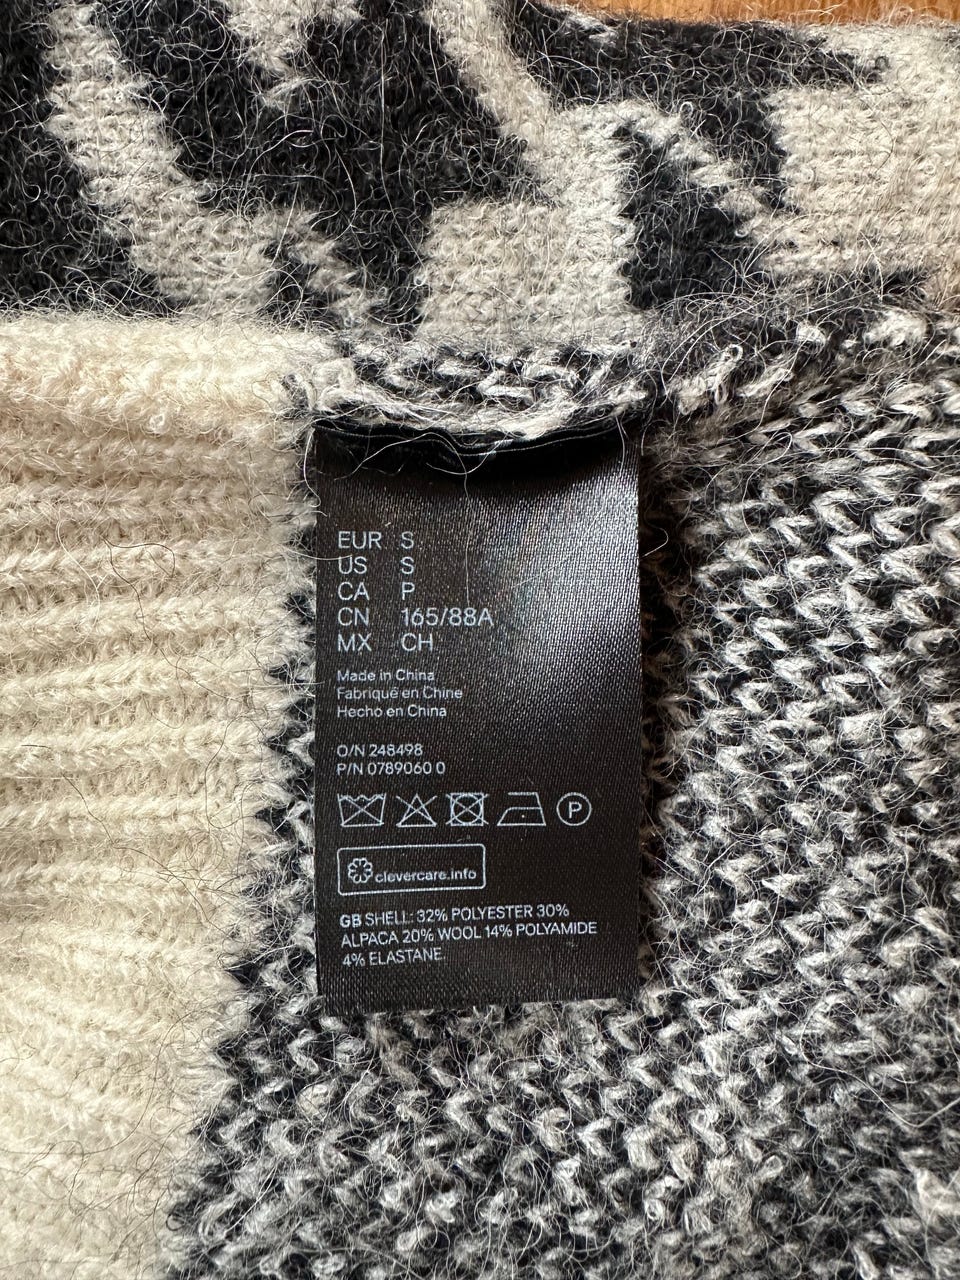 EUR S
US S
CA P
CN 165/88A
MX CH
Made in China
Fabriqué en Chine
Hecho en China
O/N 248498
P/N 0789060 0
P
clevercare.info
GB SHELL: 32% POLYESTER 30%
ALPACA 20% WOOL 14% POLYAMIDE
4% ELASTANE